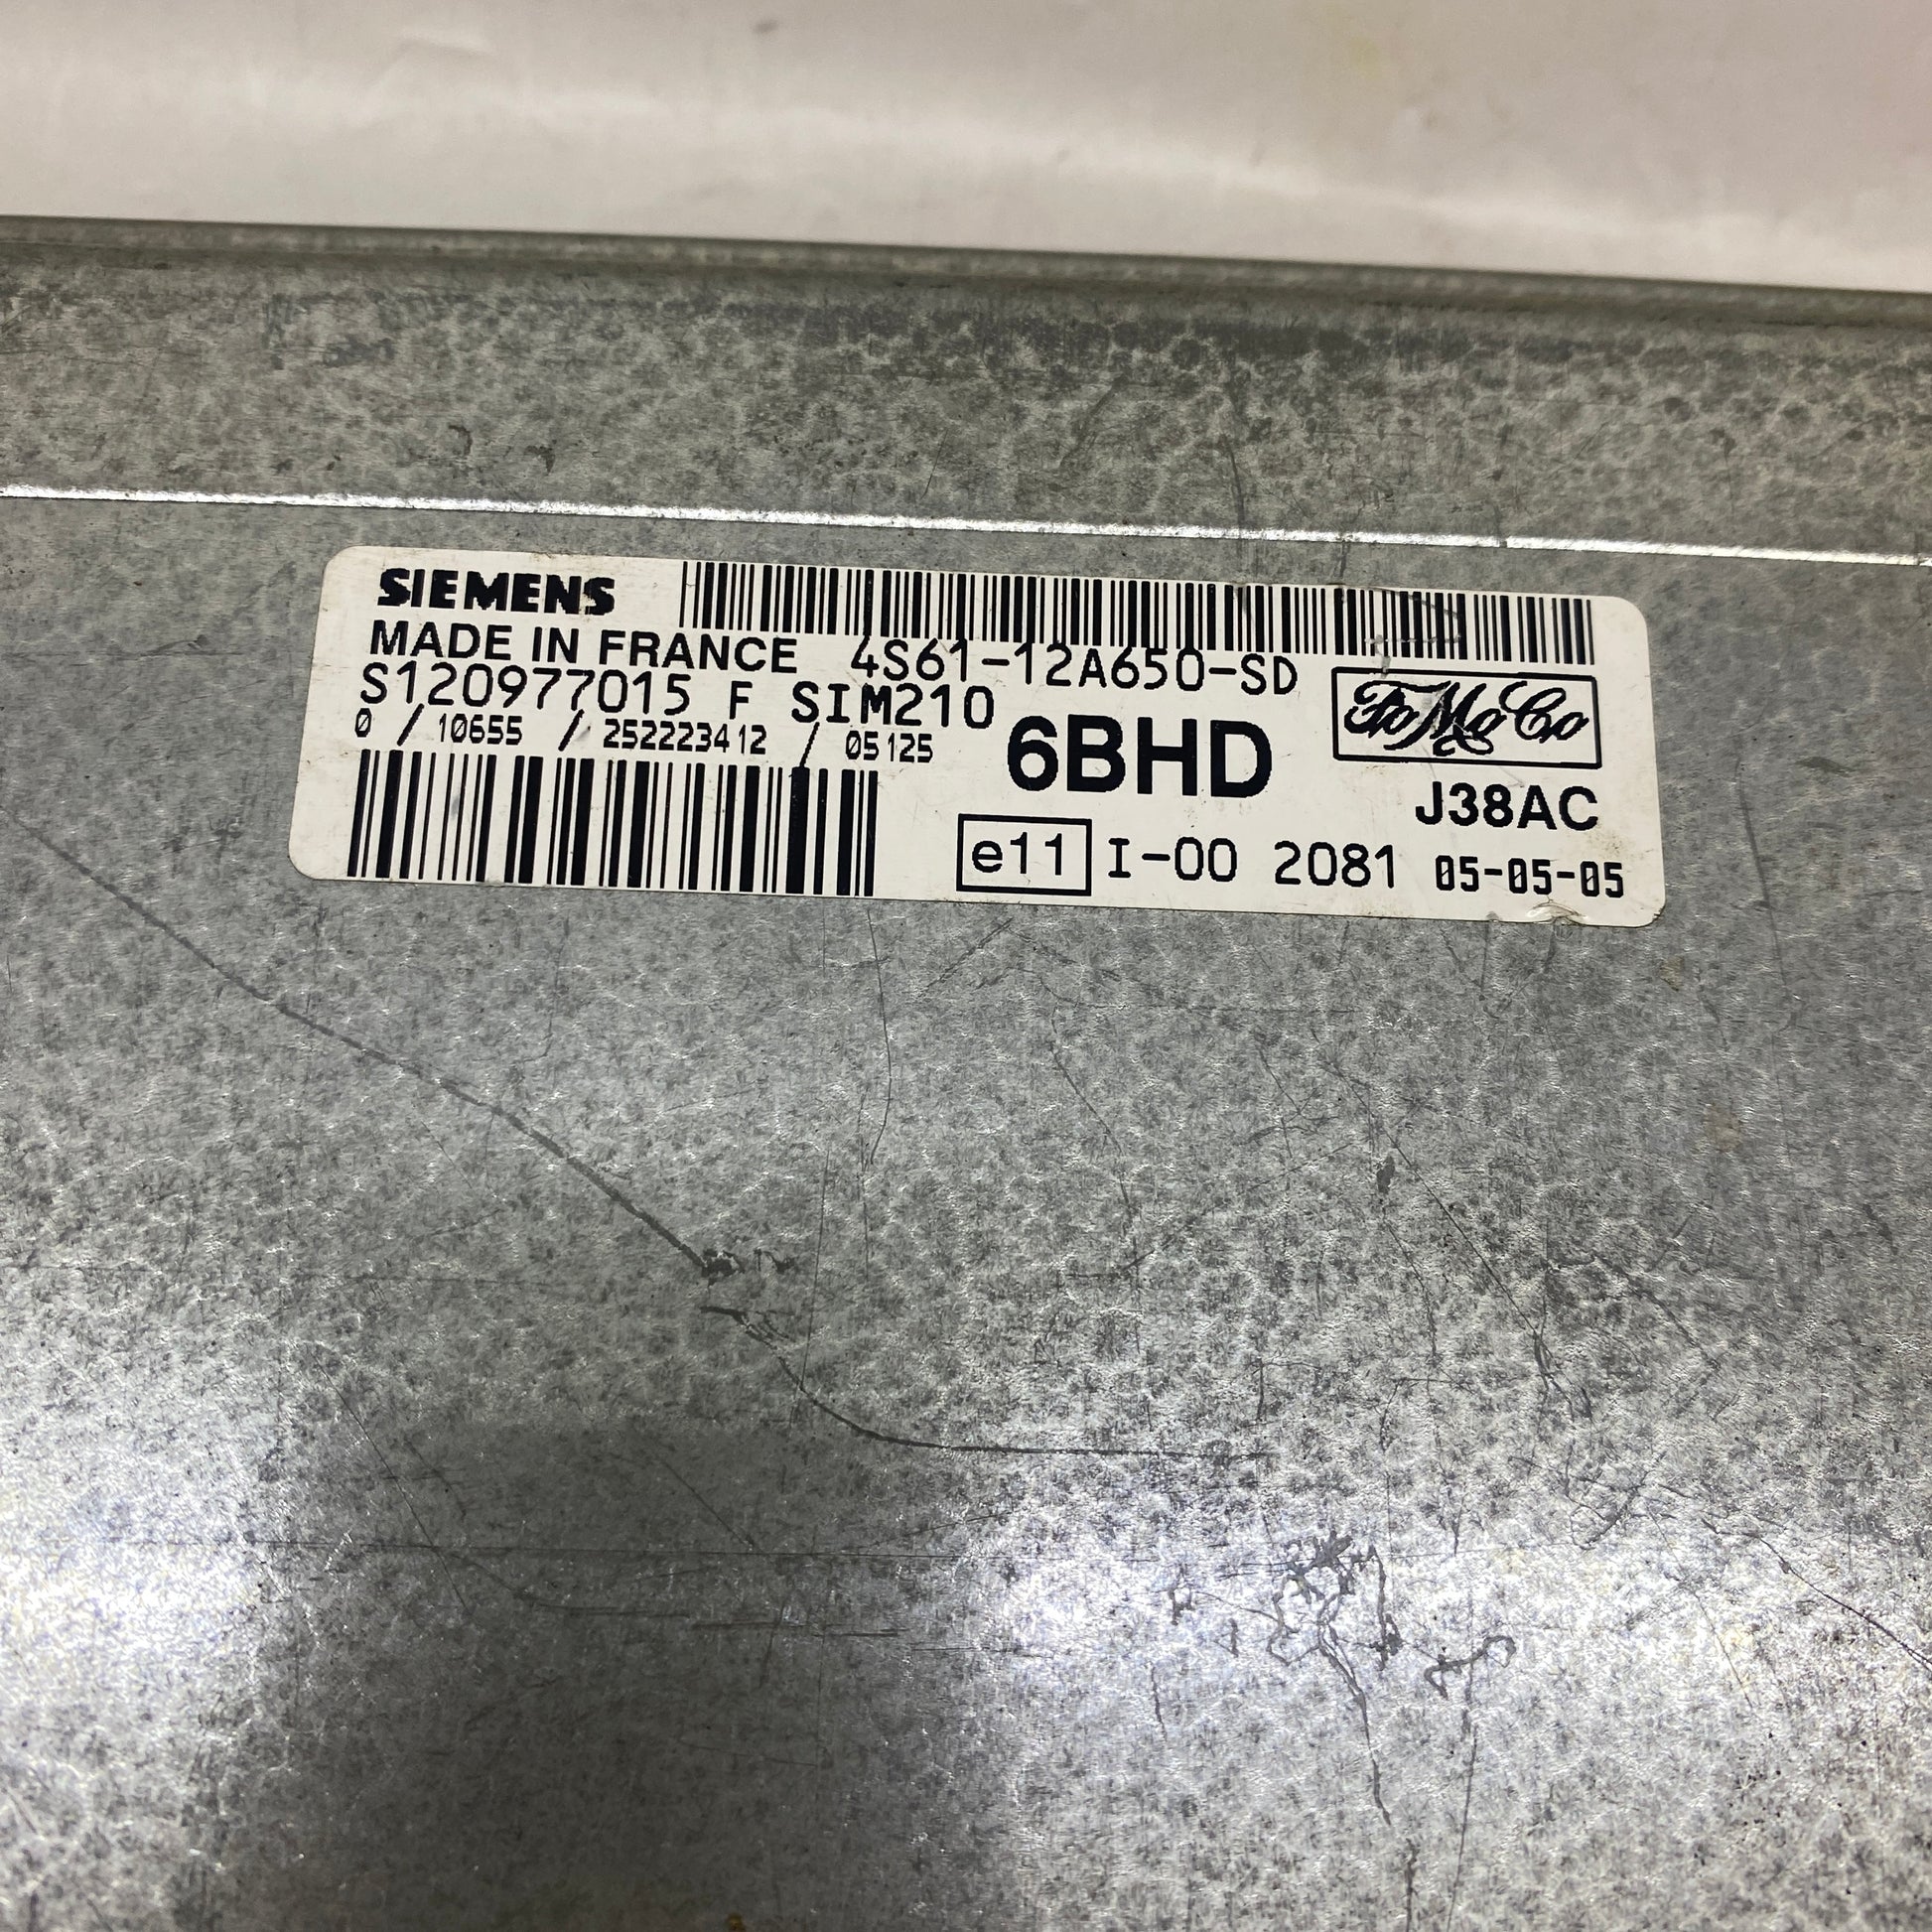 SIEMENS
MADE IN FRANCE 4S61-12A650-SD
S120977015 F SIM210
FoMoCo
0 / 10655 / 252223412 / 05125
6BHD
J38AC
e11 I-00 2081 05-05-05